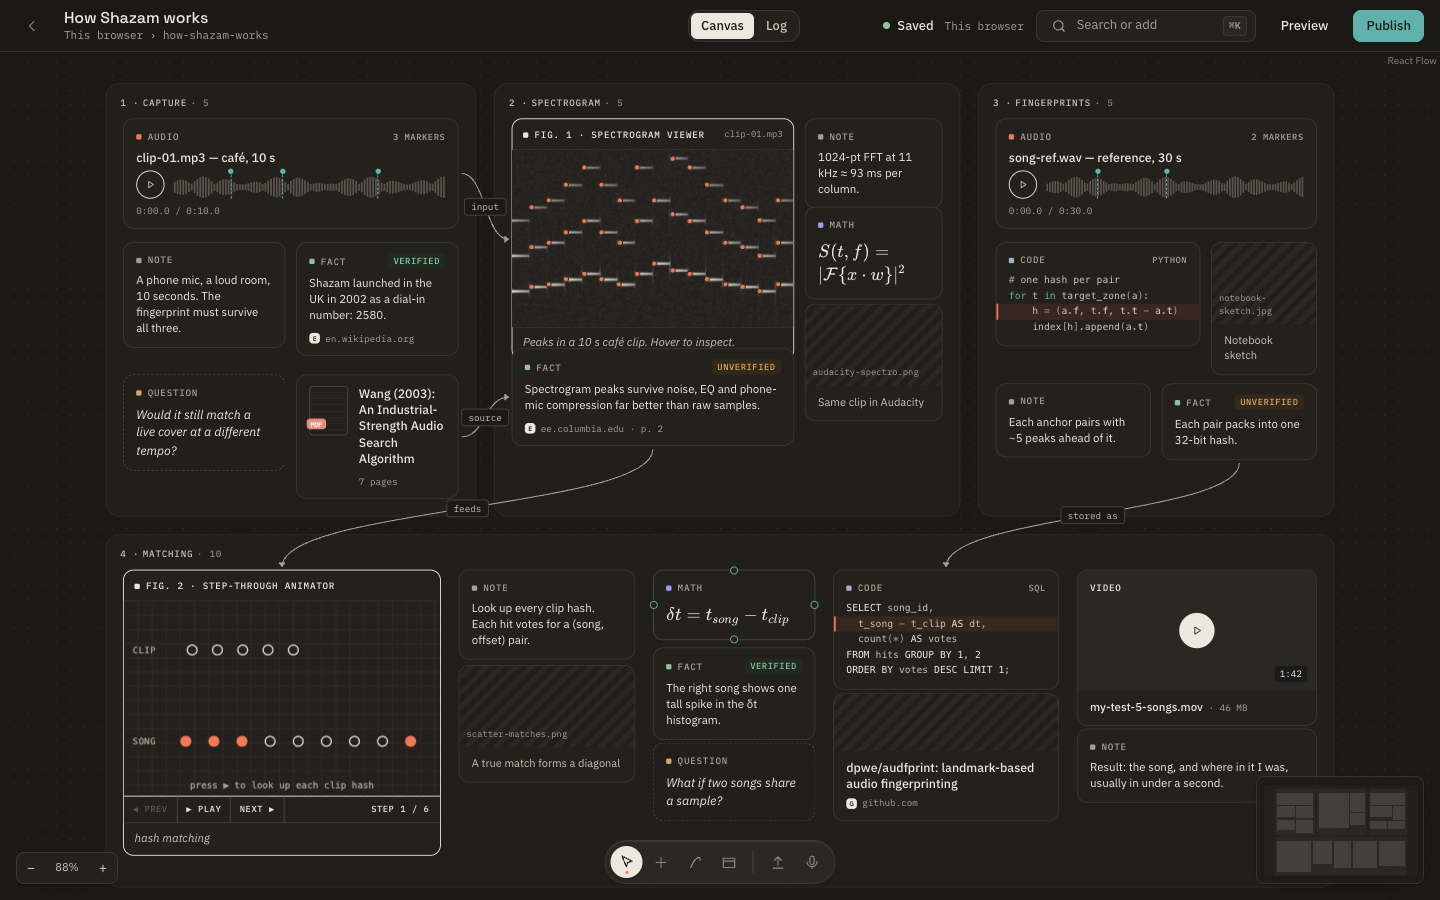 How Shazam works
This browser › how-shazam-works
Canvas
Log
Saved
This browser
Search or add
⌘K
Preview
Publish
React Flow
1 · CAPTURE · 5
AUDIO
3 MARKERS
clip-01.mp3 — café, 10 s
0:00.0 / 0:10.0
NOTE
A phone mic, a loud room,
10 seconds. The
fingerprint must survive
all three.
FACT
VERIFIED
Shazam launched in the
UK in 2002 as a dial-in
number: 2580.
E en.wikipedia.org
QUESTION
Would it still match a
live cover at a different
tempo?
PDF
Wang (2003):
An Industrial-
Strength Audio
Search
Algorithm
7 pages
input
source
feeds
2 · SPECTROGRAM · 5
FIG. 1 · SPECTROGRAM VIEWER
clip-01.mp3
Peaks in a 10 s café clip. Hover to inspect.
FACT
UNVERIFIED
Spectrogram peaks survive noise, EQ and phone-
mic compression far better than raw samples.
E ee.columbia.edu · p. 2
NOTE
1024-pt FFT at 11
kHz ≈ 93 ms per
column.
MATH
S(t, f) =
|ℱ{x · w}|²
audacity-spectro.png
Same clip in Audacity
3 · FINGERPRINTS · 5
AUDIO
2 MARKERS
song-ref.wav — reference, 30 s
0:00.0 / 0:30.0
CODE
PYTHON
# one hash per pair
for t in target_zone(a):
h = (a.f, t.f, t.t − a.t)
index[h].append(a.t)
notebook-
sketch.jpg
Notebook
sketch
NOTE
Each anchor pairs with
~5 peaks ahead of it.
FACT
UNVERIFIED
Each pair packs into one
32-bit hash.
stored as
4 · MATCHING · 10
FIG. 2 · STEP-THROUGH ANIMATOR
CLIP
SONG
press ▶ to look up each clip hash
◀ PREV
▶ PLAY
NEXT ▶
STEP 1 / 6
hash matching
NOTE
Look up every clip hash.
Each hit votes for a (song,
offset) pair.
scatter-matches.png
A true match forms a diagonal
MATH
δt = t_song − t_clip
FACT
VERIFIED
The right song shows one
tall spike in the δt
histogram.
QUESTION
What if two songs share
a sample?
CODE
SQL
SELECT song_id,
t_song − t_clip AS dt,
count(*) AS votes
FROM hits GROUP BY 1, 2
ORDER BY votes DESC LIMIT 1;
dpwe/audfprint: landmark-based
audio fingerprinting
G github.com
VIDEO
1:42
my-test-5-songs.mov · 46 MB
NOTE
Result: the song, and where in it I was,
usually in under a second.
− 88% +